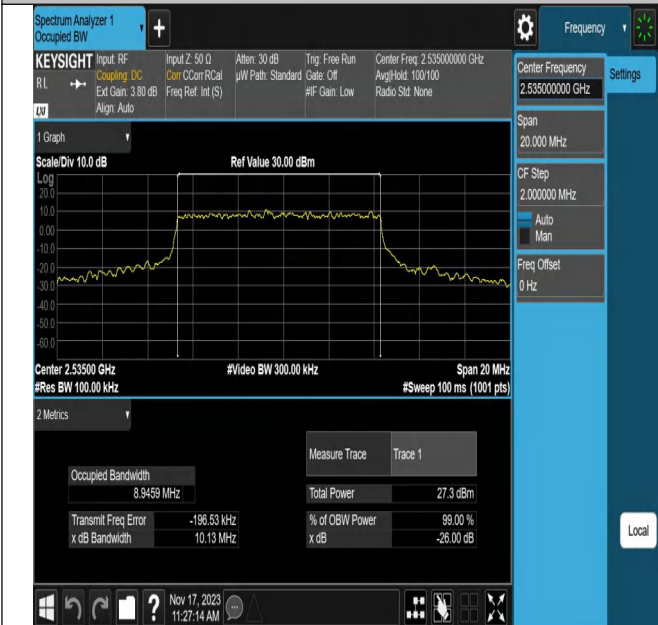 Spectrum Analyzer 1
Occupied BW
+
Frequency
KEYSIGHT
RL
LXI
Input: RF
Coupling: DC
Ext Gain: 3.80 dB
Align: Auto
Input Z: 50 Ω
Corr CCorr RCal
Freq Ref: Int (S)
Atten: 30 dB
µW Path: Standard
Trig: Free Run
Gate: Off
#IF Gain: Low
Center Freq: 2.535000000 GHz
Avg|Hold: 100/100
Radio Std: None
Center Frequency
2.535000000 GHz
Settings
Span
20.000 MHz
CF Step
2.000000 MHz
Auto
Man
Freq Offset
0 Hz
1 Graph
Scale/Div 10.0 dB
Ref Value 30.00 dBm
Log
20.0
10.0
0.00
-10.0
-20.0
-30.0
-40.0
-50.0
-60.0
Center 2.53500 GHz
#Video BW 300.00 kHz
Span 20 MHz
#Res BW 100.00 kHz
#Sweep 100 ms (1001 pts)
2 Metrics
Measure Trace
Trace 1
Occupied Bandwidth
8.9459 MHz
Total Power
27.3 dBm
Transmit Freq Error
-196.53 kHz
% of OBW Power
99.00 %
x dB Bandwidth
10.13 MHz
x dB
-26.00 dB
Local
?
Nov 17, 2023
11:27:14 AM